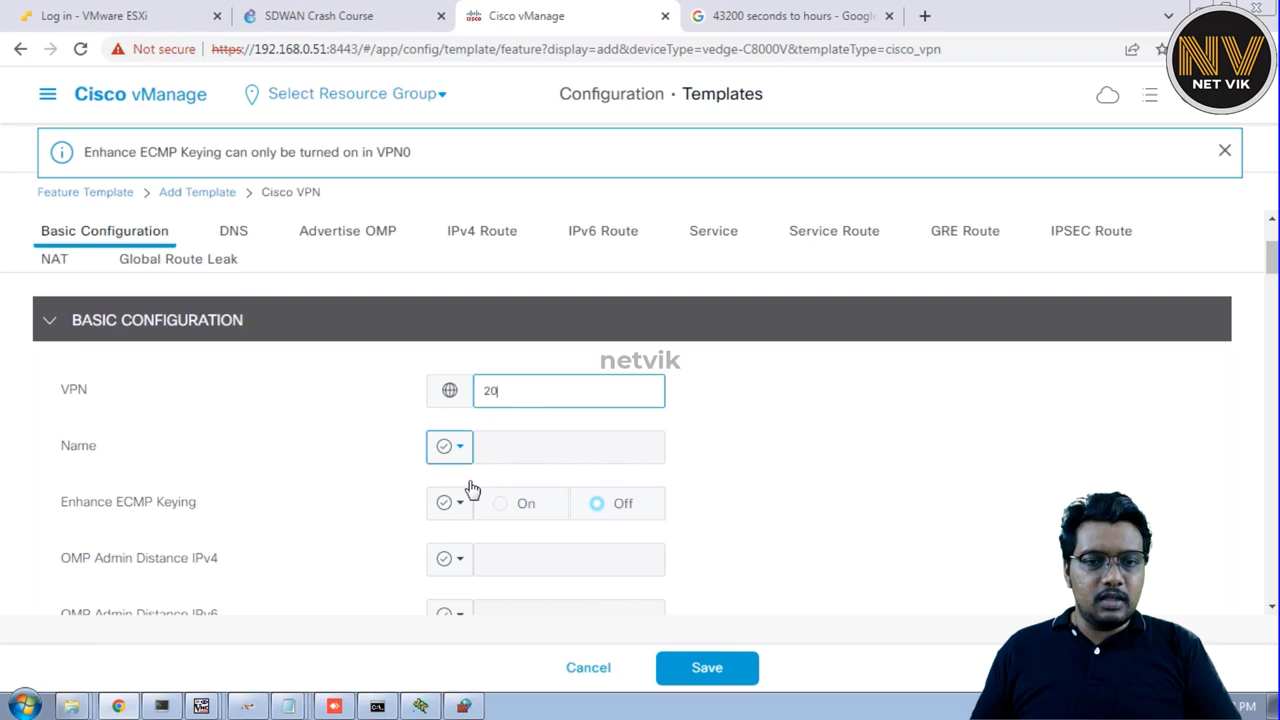 Log in - VMware ESXi
SDWAN Crash Course
Cisco vManage
43200 seconds to hours - Google
Not secure
https://192.168.0.51:8443/#/app/config/template/feature?display=add&deviceType=vedge-C8000V&templateType=cisco_vpn
NV
NET VIK
Cisco vManage
Select Resource Group
Configuration · Templates
Enhance ECMP Keying can only be turned on in VPN0
Feature Template > Add Template > Cisco VPN
Basic Configuration
DNS
Advertise OMP
IPv4 Route
IPv6 Route
Service
Service Route
GRE Route
IPSEC Route
NAT
Global Route Leak
BASIC CONFIGURATION
netvik
VPN
20
Name
Enhance ECMP Keying
On
Off
OMP Admin Distance IPv4
OMP Admin Distance IPv6
Cancel
Save
PM